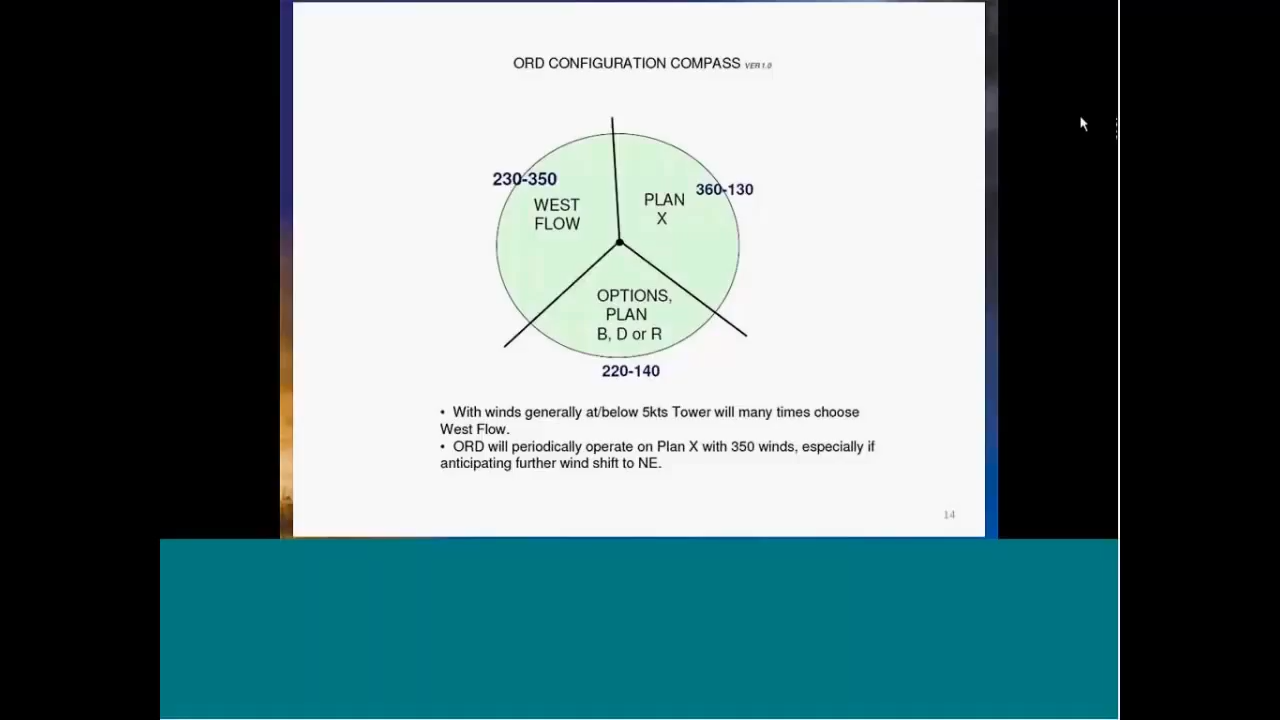 ORD CONFIGURATION COMPASS VER 1.0
230-350
WEST
FLOW
PLAN
X
360-130
OPTIONS,
PLAN
B, D or R
220-140
• With winds generally at/below 5kts Tower will many times choose
West Flow.
• ORD will periodically operate on Plan X with 350 winds, especially if
anticipating further wind shift to NE.
14